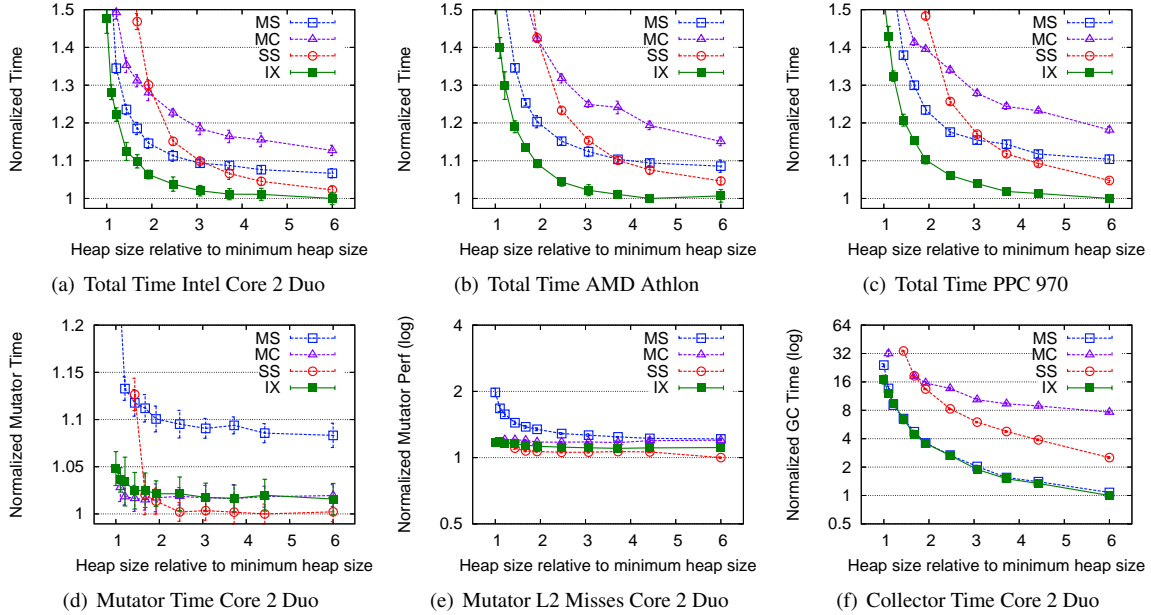 1.5
1.4
1.3
1.2
1.1
1
Normalized Time
1 2 3 4 5 6
Heap size relative to minimum heap size
MS
MC
SS
IX
(a) Total Time Intel Core 2 Duo
1.5
1.4
1.3
1.2
1.1
1
Normalized Time
1 2 3 4 5 6
Heap size relative to minimum heap size
MS
MC
SS
IX
(b) Total Time AMD Athlon
1.5
1.4
1.3
1.2
1.1
1
Normalized Time
1 2 3 4 5 6
Heap size relative to minimum heap size
MS
MC
SS
IX
(c) Total Time PPC 970
1.2
1.15
1.1
1.05
1
Normalized Mutator Time
1 2 3 4 5 6
Heap size relative to minimum heap size
MS
MC
SS
IX
(d) Mutator Time Core 2 Duo
4
2
1
0.5
Normalized Mutator Perf (log)
1 2 3 4 5 6
Heap size relative to minimum heap size
MS
MC
SS
IX
(e) Mutator L2 Misses Core 2 Duo
64
32
16
8
4
2
1
0.5
Normalized GC Time (log)
1 2 3 4 5 6
Heap size relative to minimum heap size
MS
MC
SS
IX
(f) Collector Time Core 2 Duo